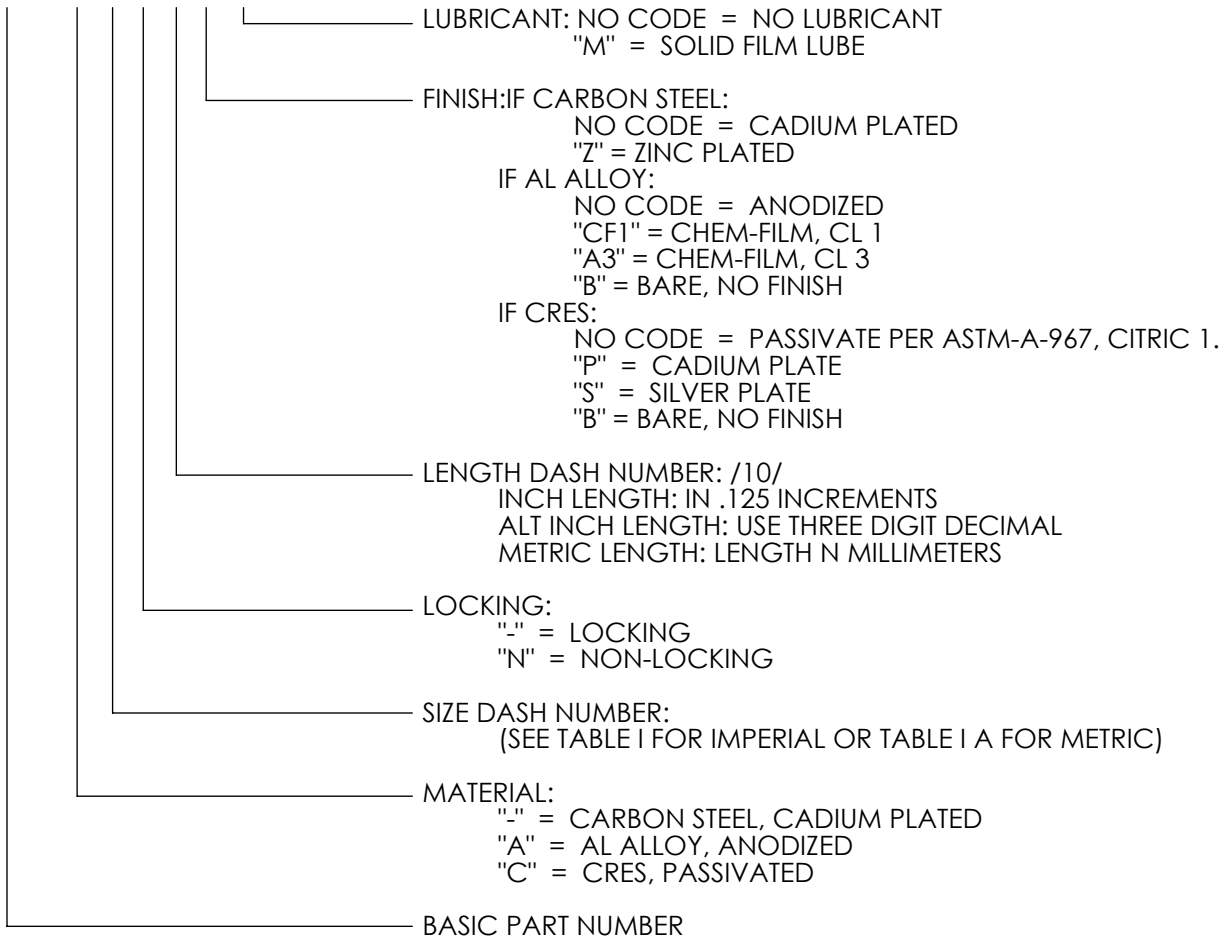 LUBRICANT: NO CODE = NO LUBRICANT
"M" = SOLID FILM LUBE
FINISH:IF CARBON STEEL:
NO CODE = CADIUM PLATED
"Z" = ZINC PLATED
IF AL ALLOY:
NO CODE = ANODIZED
"CF1" = CHEM-FILM, CL 1
"A3" = CHEM-FILM, CL 3
"B" = BARE, NO FINISH
IF CRES:
NO CODE = PASSIVATE PER ASTM-A-967, CITRIC 1.
"P" = CADIUM PLATE
"S" = SILVER PLATE
"B" = BARE, NO FINISH
LENGTH DASH NUMBER: /10/
INCH LENGTH: IN .125 INCREMENTS
ALT INCH LENGTH: USE THREE DIGIT DECIMAL
METRIC LENGTH: LENGTH N MILLIMETERS
LOCKING:
"-" = LOCKING
"N" = NON-LOCKING
SIZE DASH NUMBER:
(SEE TABLE I FOR IMPERIAL OR TABLE I A FOR METRIC)
MATERIAL:
"-" = CARBON STEEL, CADIUM PLATED
"A" = AL ALLOY, ANODIZED
"C" = CRES, PASSIVATED
BASIC PART NUMBER